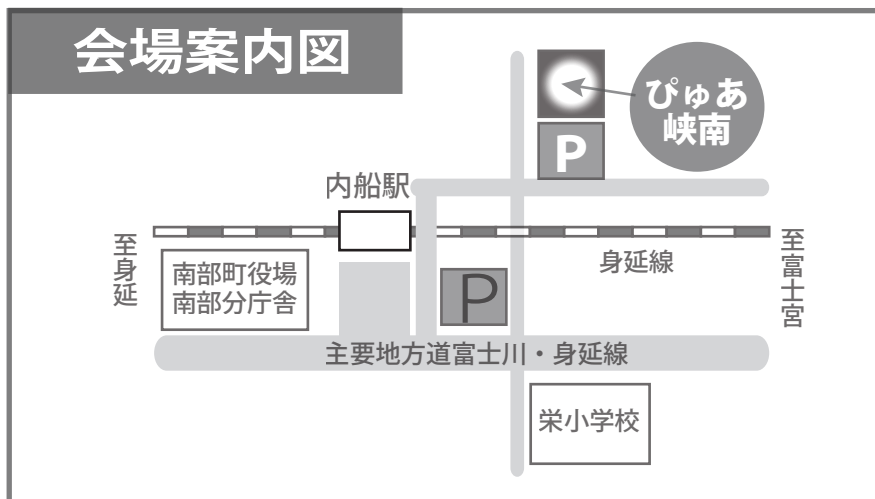 会場案内図
ぴゅあ
峡南
P
内船駅
至身延
身延線
至富士宮
南部町役場
南部分庁舎
P
主要地方道富士川・身延線
栄小学校